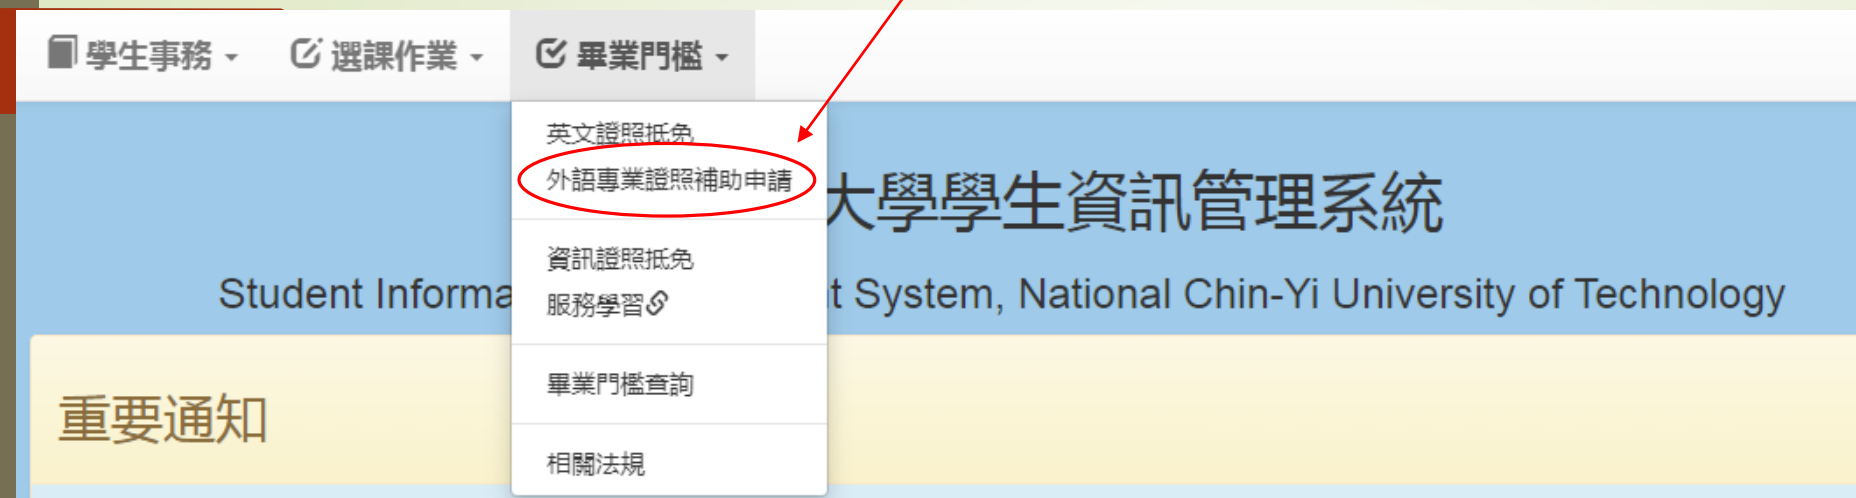 學生事務
選課作業
畢業門檻
英文證照抵免
外語專業證照補助申請
資訊證照抵免
服務學習
畢業門檻查詢
相關法規
大學學生資訊管理系統
Student Informa
t System, National Chin-Yi University of Technology
重要通知